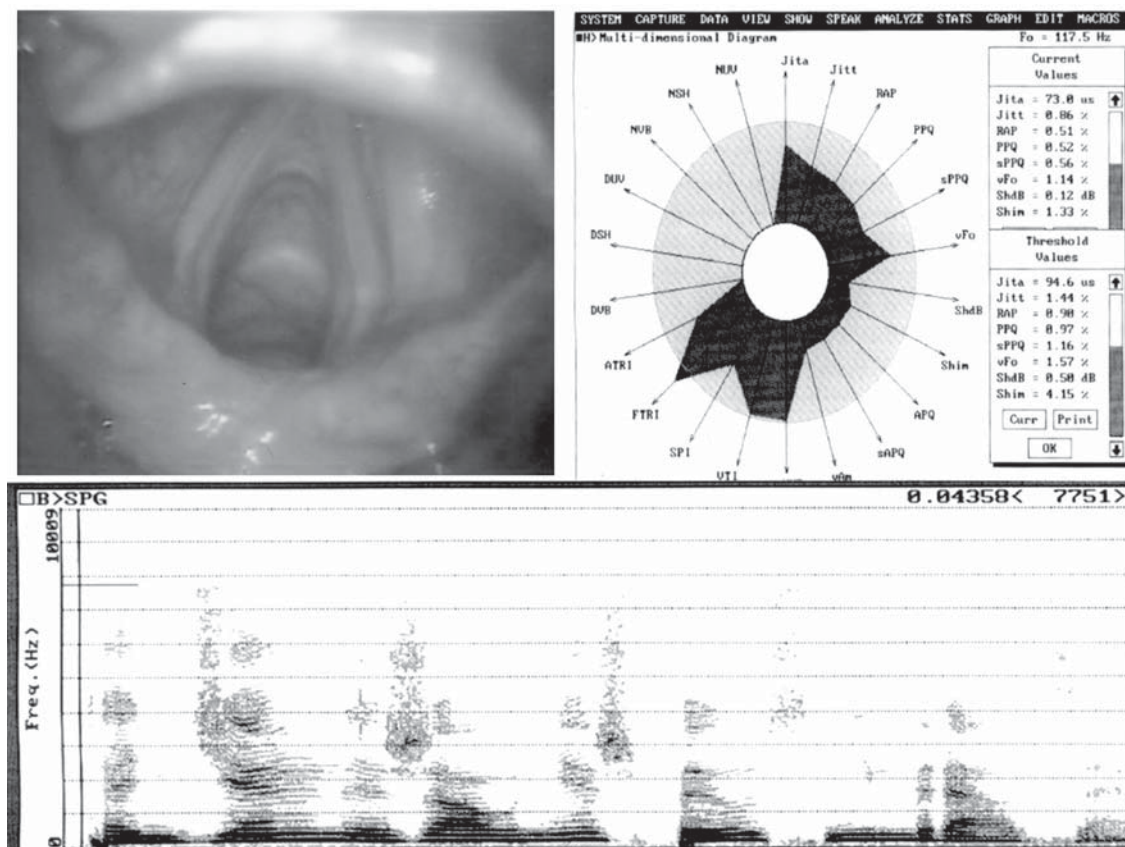 SYSTEM CAPTURE DATA VIEW SHOW SPEAK ANALYZE STATS GRAPH EDIT MACROS
Multi-dimensional Diagram
Fo = 117.5 Hz
Current
Values
Jita = 73.0 us
Jitt = 0.86 %
RAP = 0.51 %
PPQ = 0.52 %
sPPQ = 0.56 %
vFo = 1.14 %
ShdB = 0.12 dB
Shim = 1.33 %
Threshold
Values
Jita = 94.6 us
Jitt = 1.44 %
RAP = 0.90 %
PPQ = 0.97 %
sPPQ = 1.16 %
vFo = 1.57 %
ShdB = 0.50 dB
Shim = 4.15 %
Curr Print
OK
Jita
Jitt
RAP
PPQ
sPPQ
vFo
ShdB
Shim
APQ
sAPQ
vAm
VTI
SPI
FTRI
ATRI
DVB
DSH
DUV
NVB
NSH
NUV
B>SPG
0.04358< 7751>
10009
Freq.(Hz)
0